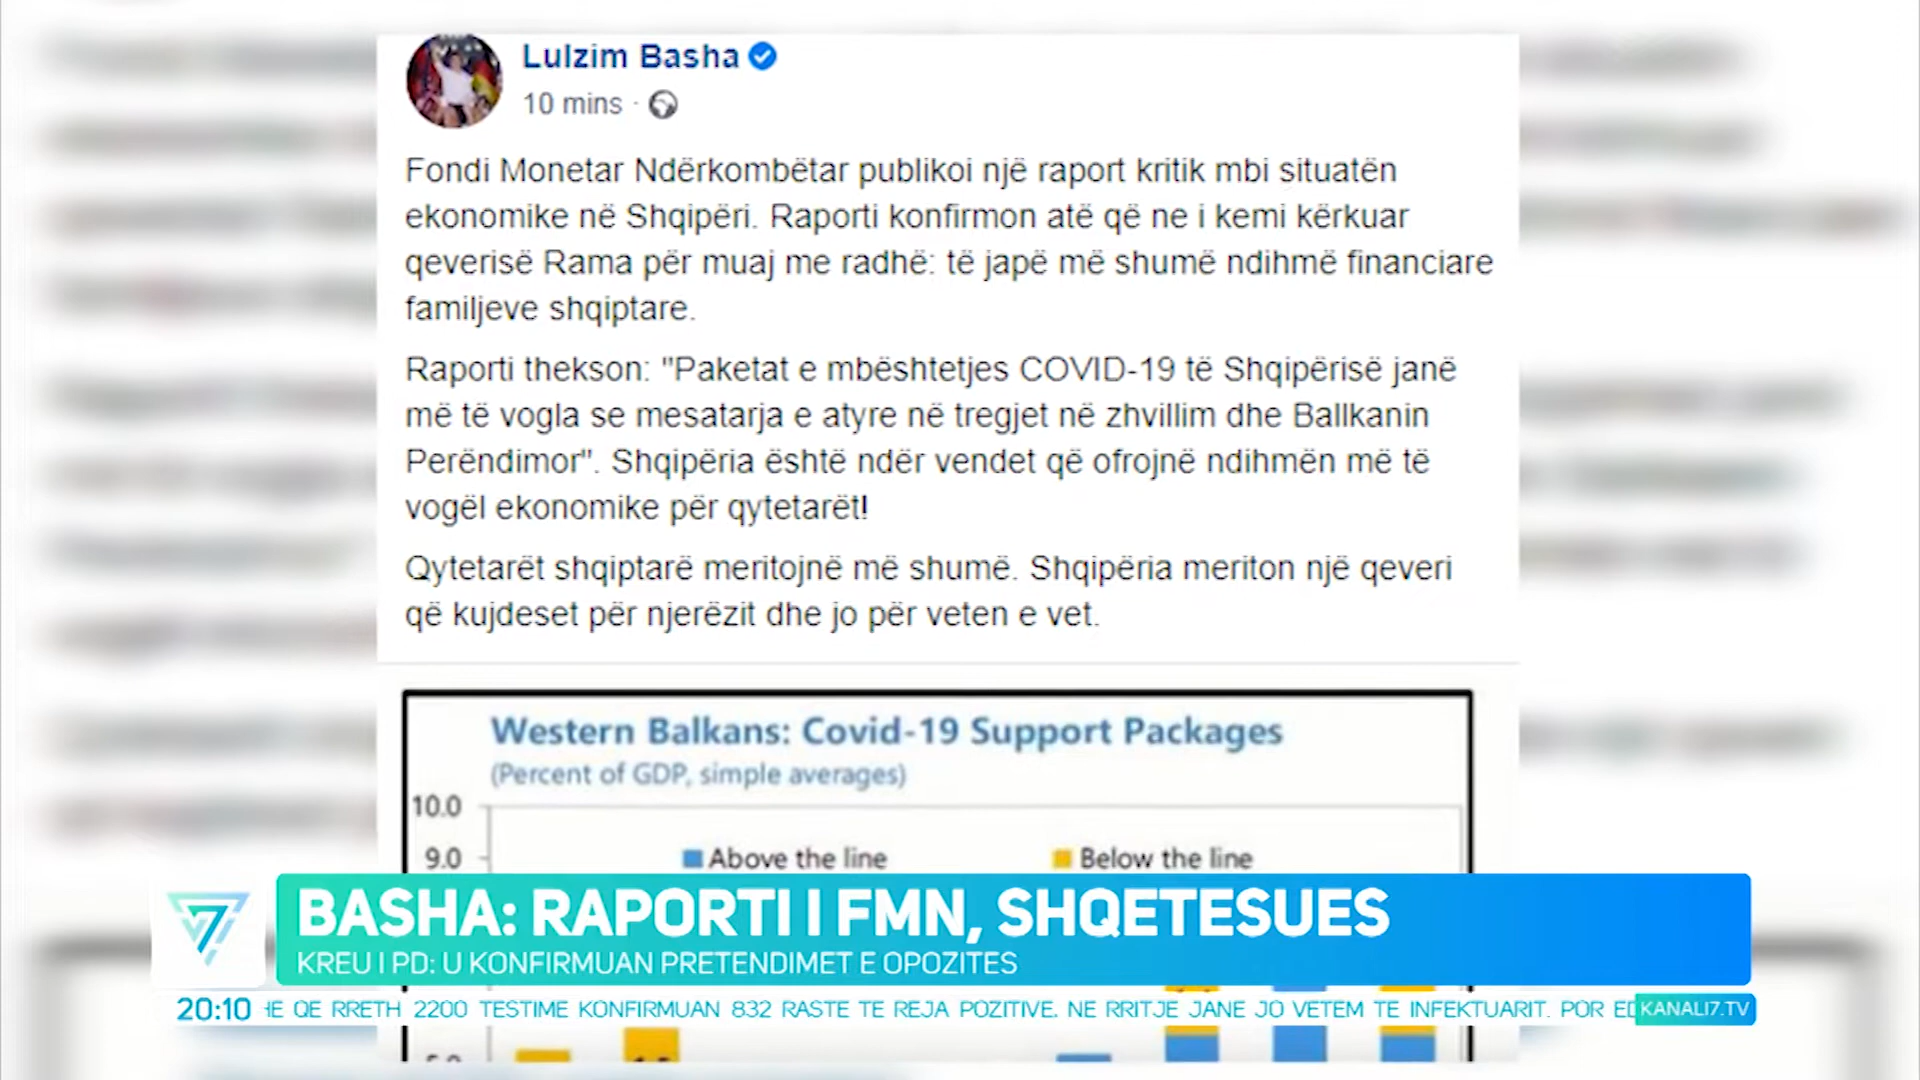 Lulzim Basha
10 mins ·
Fondi Monetar Ndërkombëtar publikoi një raport kritik mbi situatën
ekonomike në Shqipëri. Raporti konfirmon atë që ne i kemi kërkuar
qeverisë Rama për muaj me radhë: të japë më shumë ndihmë financiare
familjeve shqiptare.
Raporti thekson: "Paketat e mbështetjes COVID-19 të Shqipërisë janë
më të vogla se mesatarja e atyre në tregjet në zhvillim dhe Ballkanin
Perëndimor". Shqipëria është ndër vendet që ofrojnë ndihmën më të
vogël ekonomike për qytetarët!
Qytetarët shqiptarë meritojnë më shumë. Shqipëria meriton një qeveri
që kujdeset për njerëzit dhe jo për veten e vet.
Western Balkans: Covid-19 Support Packages
(Percent of GDP, simple averages)
10.0
9.0
Above the line
Below the line
BASHA: RAPORTI I FMN, SHQETESUES
KREU I PD: U KONFIRMUAN PRETENDIMET E OPOZITES
20:10 QE RRETH 2200 TESTIME KONFIRMUAN 832 RASTE TE REJA POZITIVE. NE RRITJE JANE JO VETEM TE INFEKTUARIT. POR KANALI7.TV